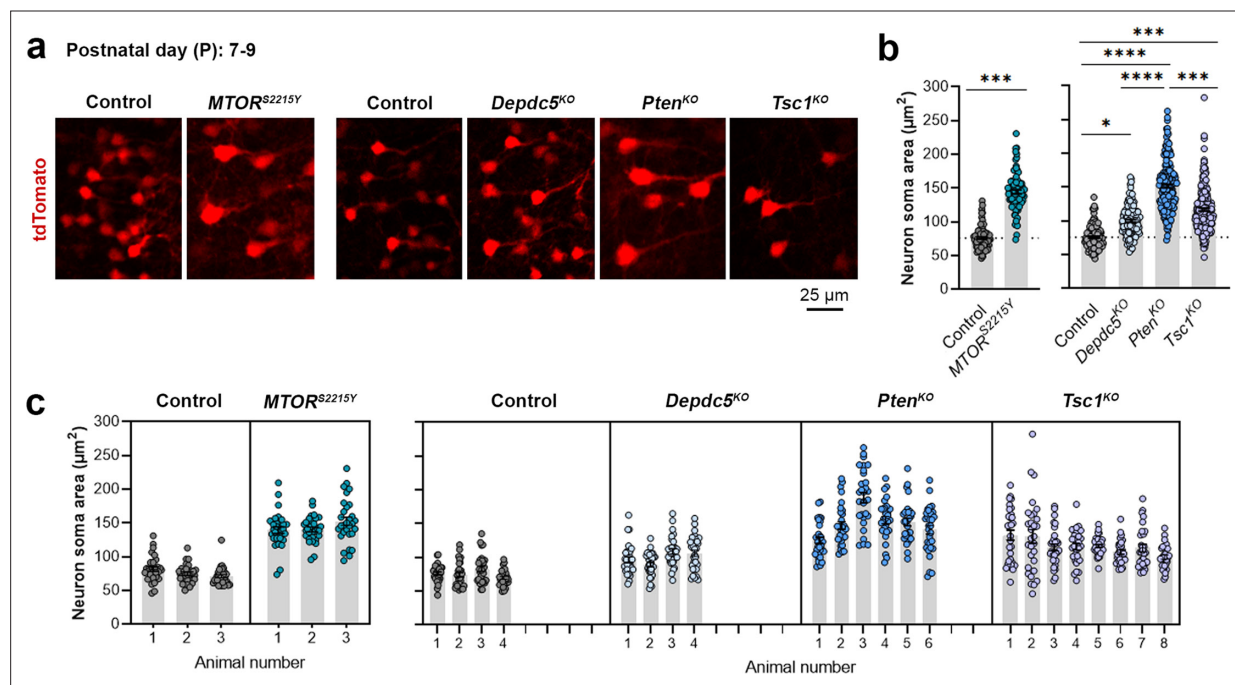 a Postnatal day (P): 7-9
Control MTOR^S2215Y Control Depdc5^KO Pten^KO Tsc1^KO
tdTomato
25 µm
b
*** *** **** **** *** *
Neuron soma area (µm²)
300
250
200
150
100
50
0
Control MTOR^S2215Y Control Depdc5^KO Pten^KO Tsc1^KO
c
Control MTOR^S2215Y Control Depdc5^KO Pten^KO Tsc1^KO
Neuron soma area (µm²)
300
250
200
150
100
50
0
1 2 3 1 2 3 1 2 3 4 1 2 3 4 1 2 3 4 5 6 1 2 3 4 5 6 7 8
Animal number Animal number Animal number